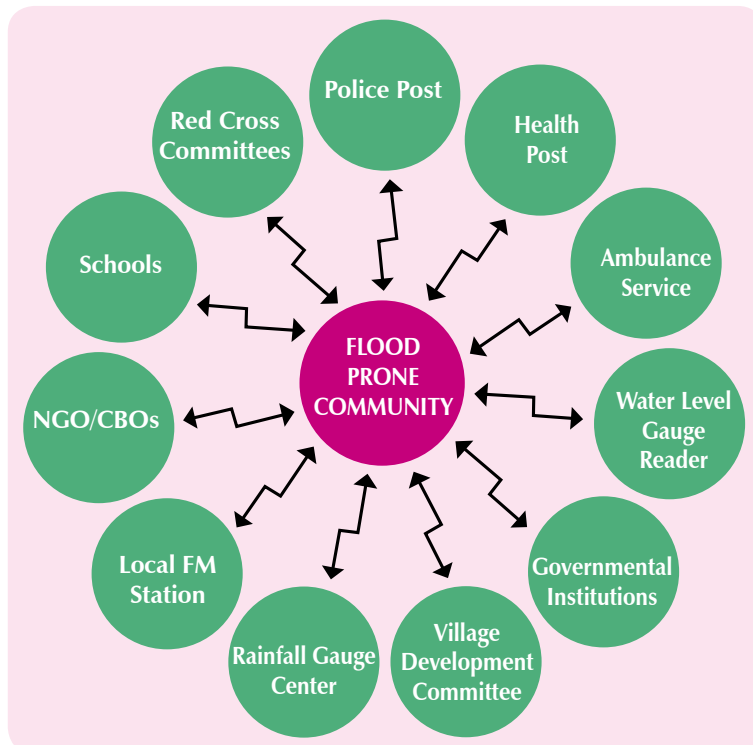 Police Post
Health
Post
Ambulance
Service
Water Level
Gauge
Reader
Governmental
Institutions
Village
Development
Committee
Rainfall Gauge
Center
Local FM
Station
NGO/CBOs
Schools
Red Cross
Committees
FLOOD
PRONE
COMMUNITY